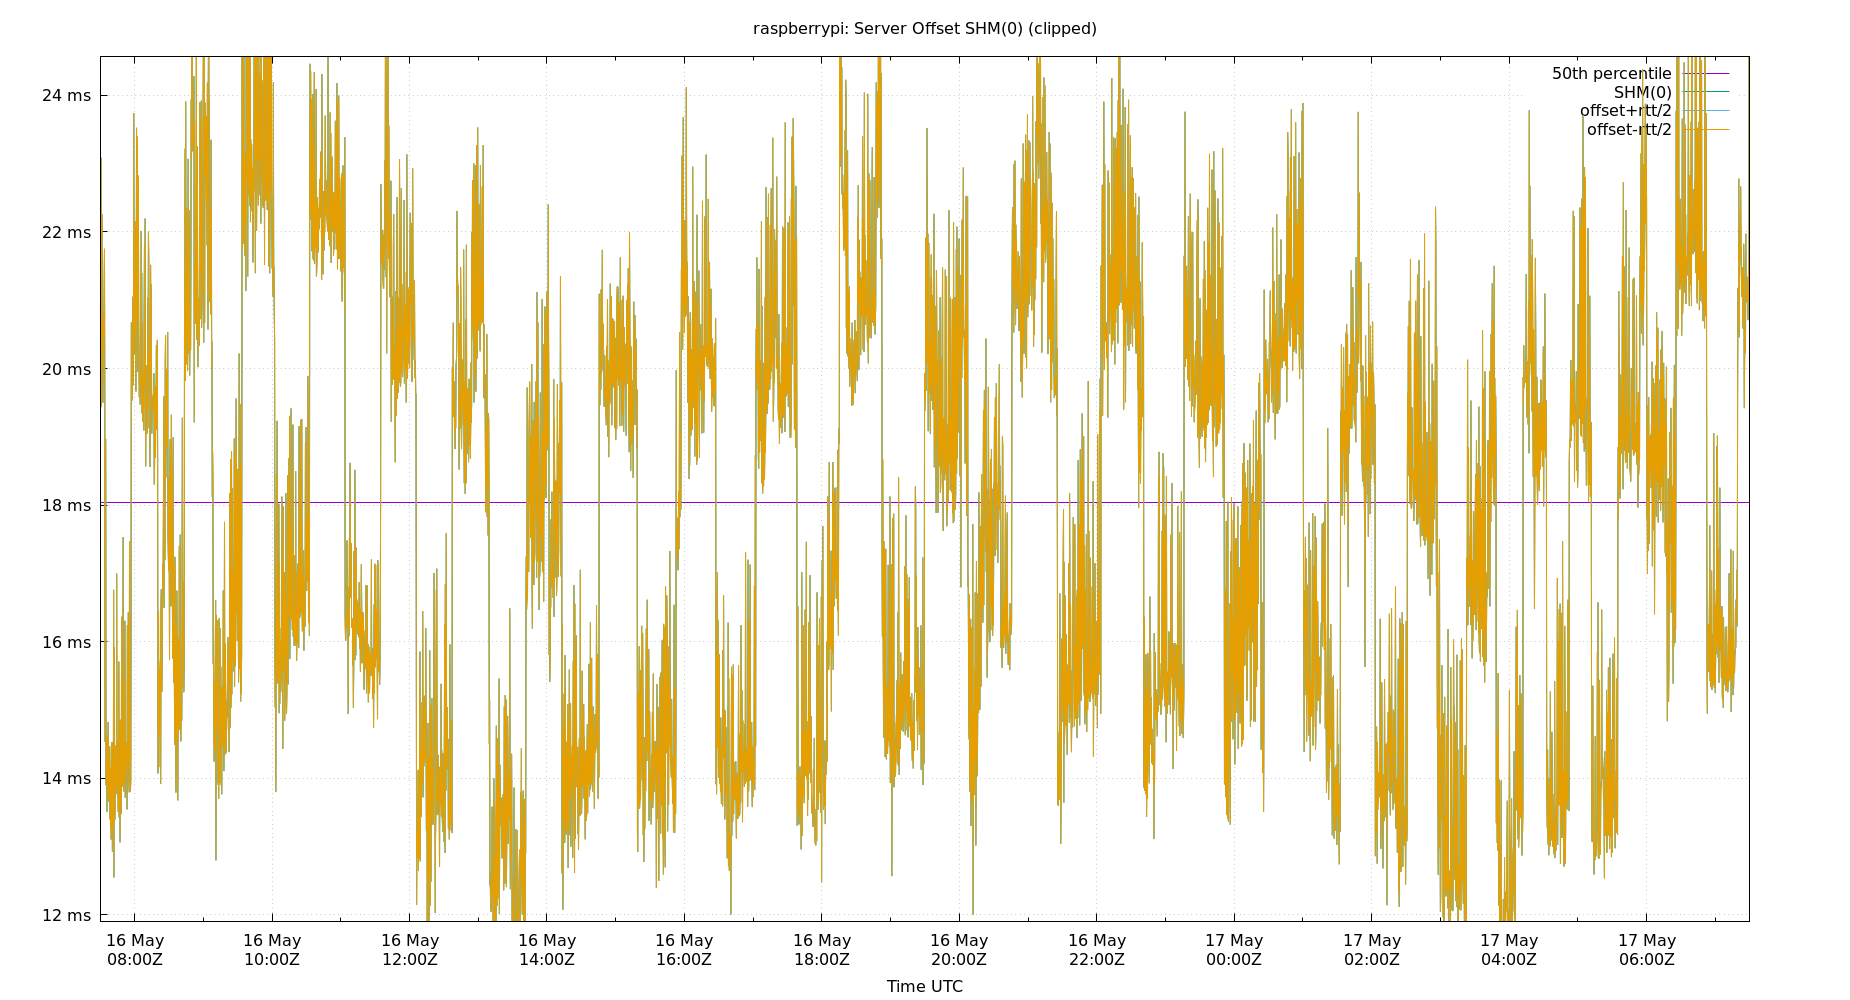 raspberrypi: Server Offset SHM(0) (clipped)
50th percentile
SHM(0)
offset+rtt/2
offset-rtt/2
24 ms
22 ms
20 ms
18 ms
16 ms
14 ms
12 ms
16 May 16 May 16 May 16 May 16 May 16 May 16 May 16 May 17 May 17 May 17 May 17 May
08:00Z 10:00Z 12:00Z 14:00Z 16:00Z 18:00Z 20:00Z 22:00Z 00:00Z 02:00Z 04:00Z 06:00Z
Time UTC